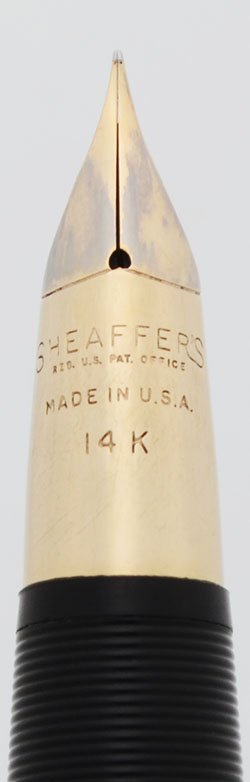 SHEAFFER'S
REG. U.S. PAT. OFFICE
MADE IN U.S.A.
14K